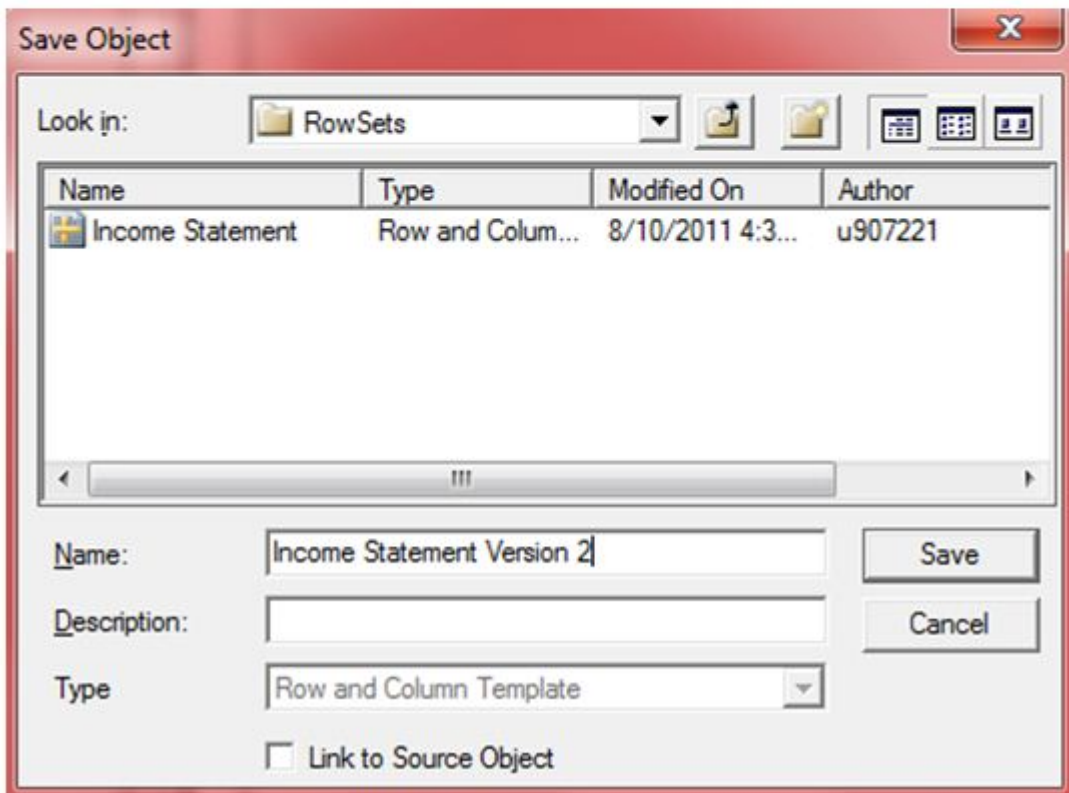 Save Object
Look in: RowSets
Name Type Modified On Author
Income Statement Row and Colum... 8/10/2011 4:3... u907221
Name: Income Statement Version 2 Save
Description: Cancel
Type Row and Column Template
Link to Source Object